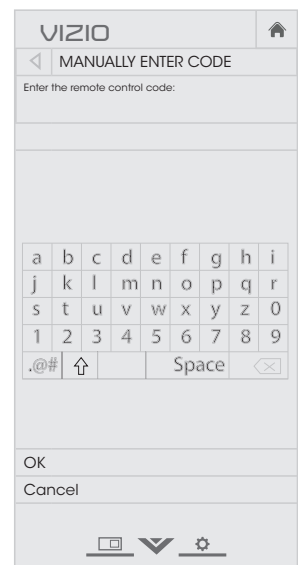 VIZIO
MANUALLY ENTER CODE
Enter the remote control code:
a b c d e f g h i
j k l m n o p q r
s t u v w x y z 0
1 2 3 4 5 6 7 8 9
.@# Space
OK
Cancel